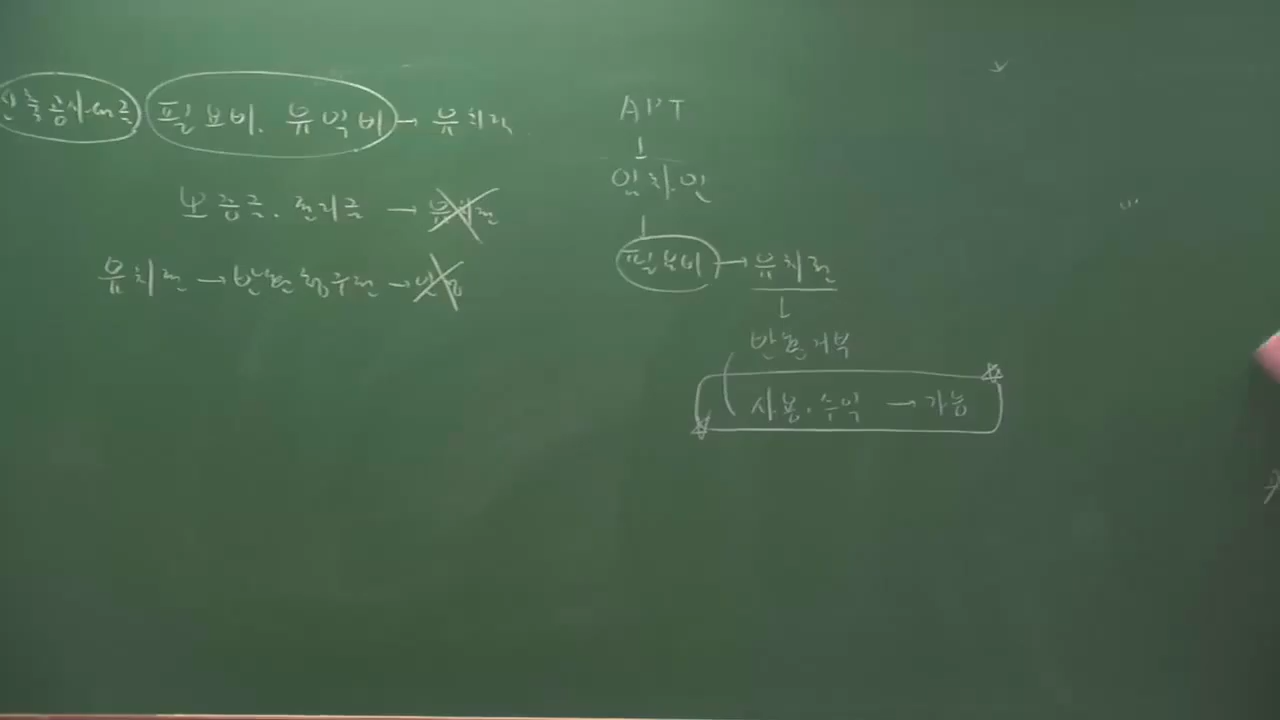 필요비. 유익비 → 유치권
보증금. 권리금 → 유치권
유치권 → 반환청구권 →
APT
임차인
필요비 → 유치권
반환거부
사용. 수익 → 가능